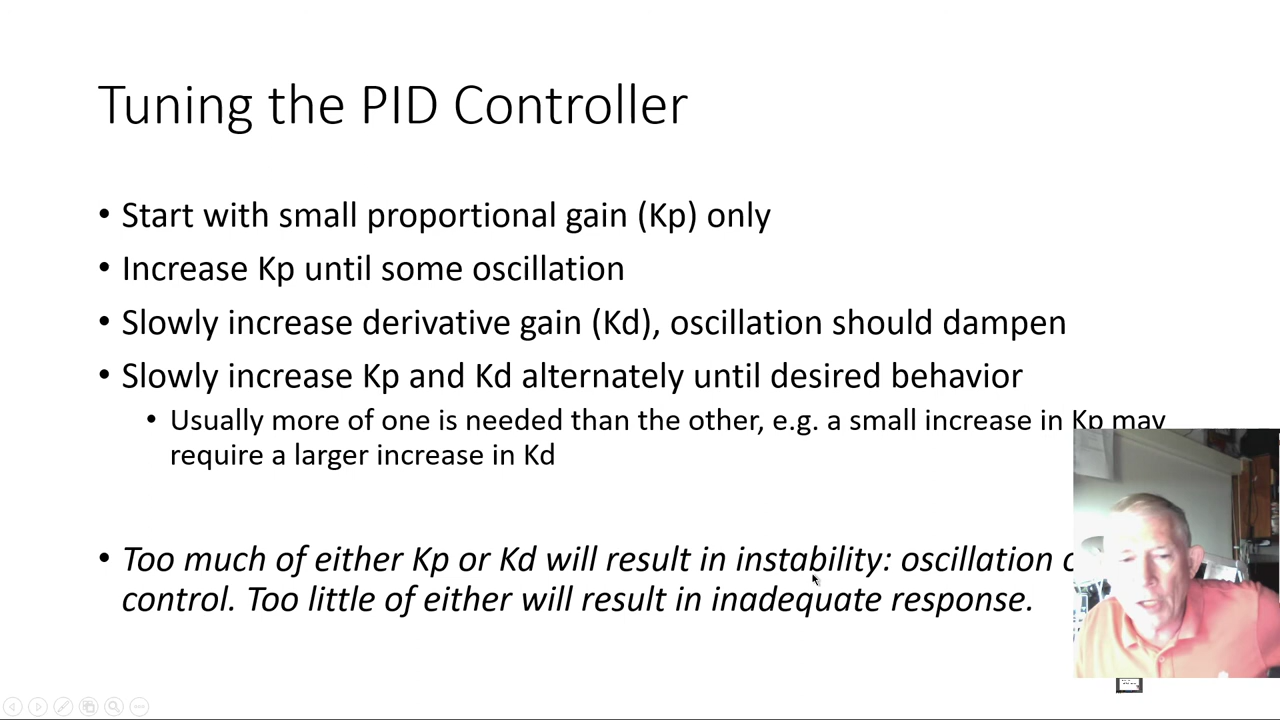 Tuning the PID Controller
• Start with small proportional gain (Kp) only
• Increase Kp until some oscillation
• Slowly increase derivative gain (Kd), oscillation should dampen
• Slowly increase Kp and Kd alternately until desired behavior
• Usually more of one is needed than the other, e.g. a small increase in Kp may
require a larger increase in Kd
• Too much of either Kp or Kd will result in instability: oscillation
control. Too little of either will result in inadequate response.